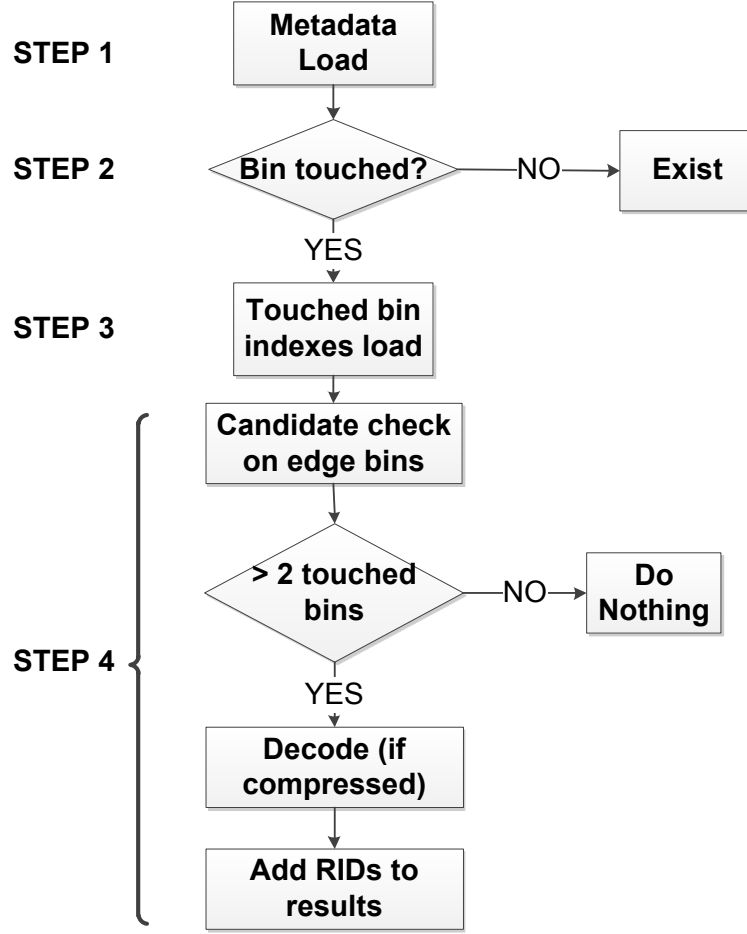 STEP 1
Metadata
Load
STEP 2
Bin touched?
NO
Exist
YES
STEP 3
Touched bin
indexes load
Candidate check
on edge bins
> 2 touched
bins
NO
Do
Nothing
STEP 4
YES
Decode (if
compressed)
Add RIDs to
results